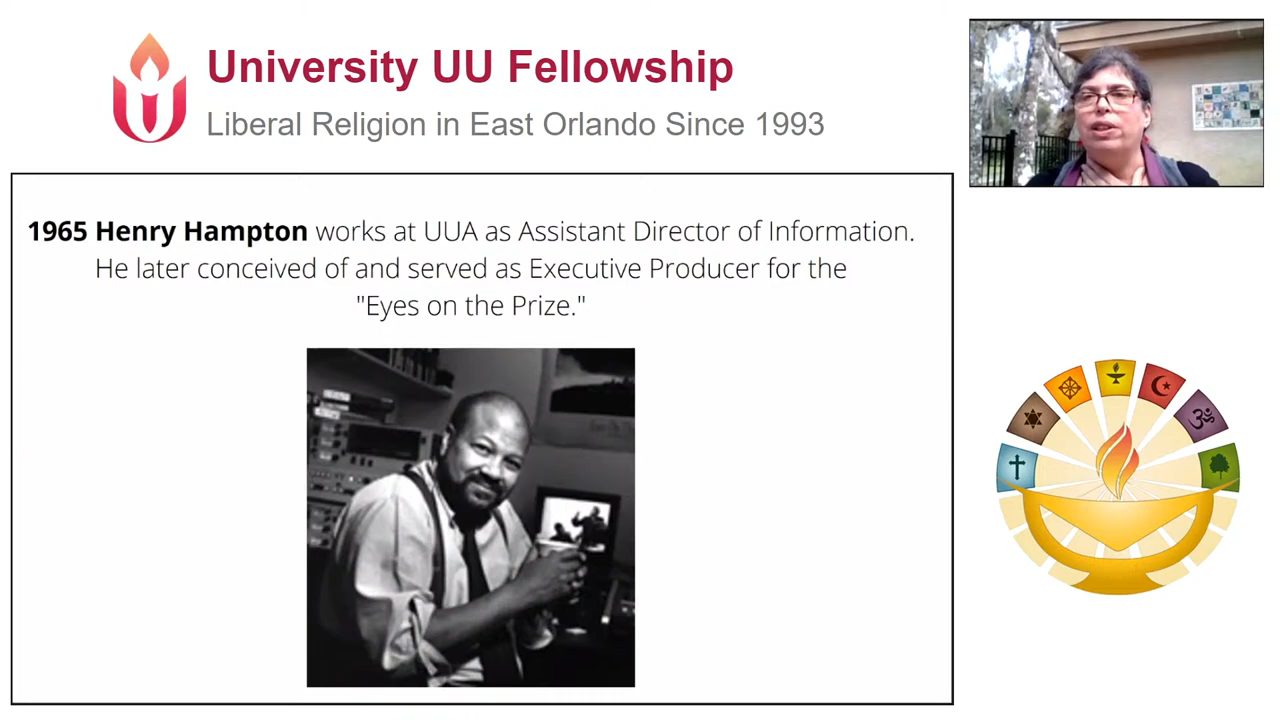 University UU Fellowship
Liberal Religion in East Orlando Since 1993
1965 Henry Hampton works at UUA as Assistant Director of Information.
He later conceived of and served as Executive Producer for the
"Eyes on the Prize."